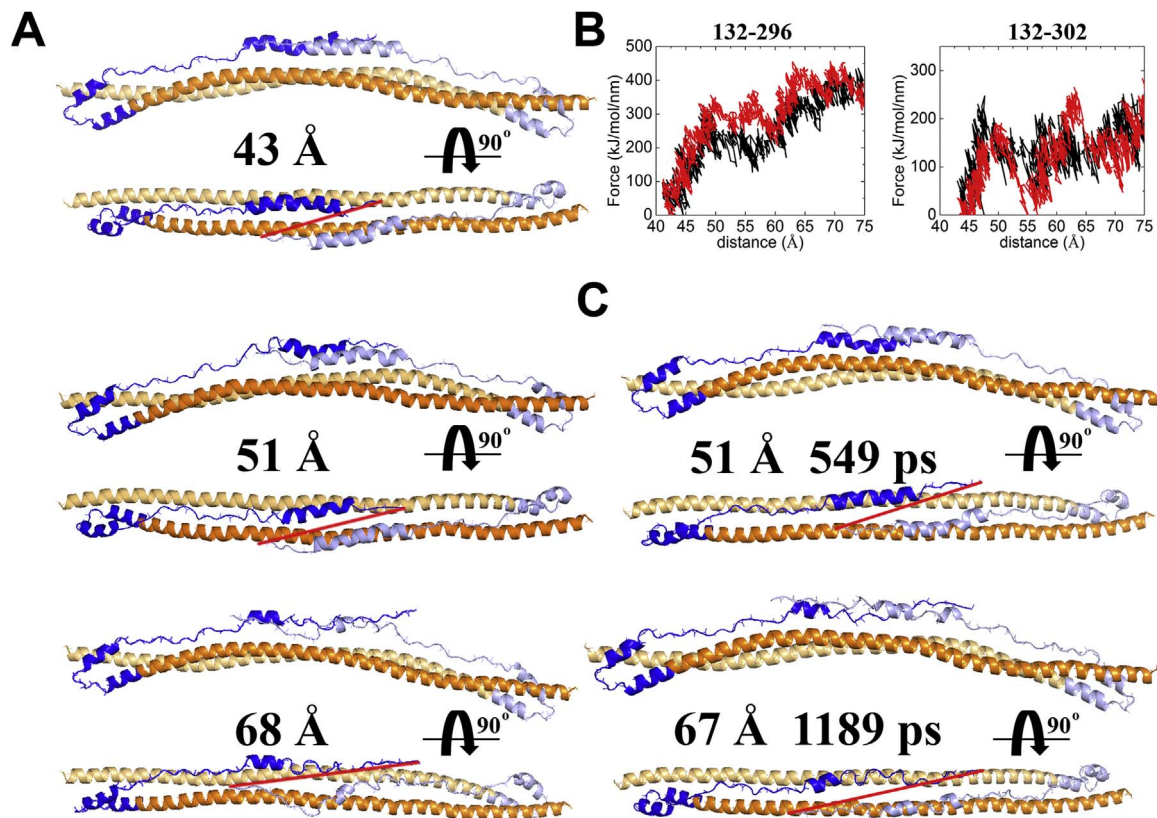 A
B
132-296
132-302
500
400
300
200
100
0
Force (kJ/mol/nm)
40 45 50 55 60 65 70 75
distance (Å)
300
200
100
0
Force (kJ/mol/nm)
40 45 50 55 60 65 70 75
distance (Å)
43 Å
90°
C
51 Å
90°
51 Å 549 ps
90°
68 Å
90°
67 Å 1189 ps
90°